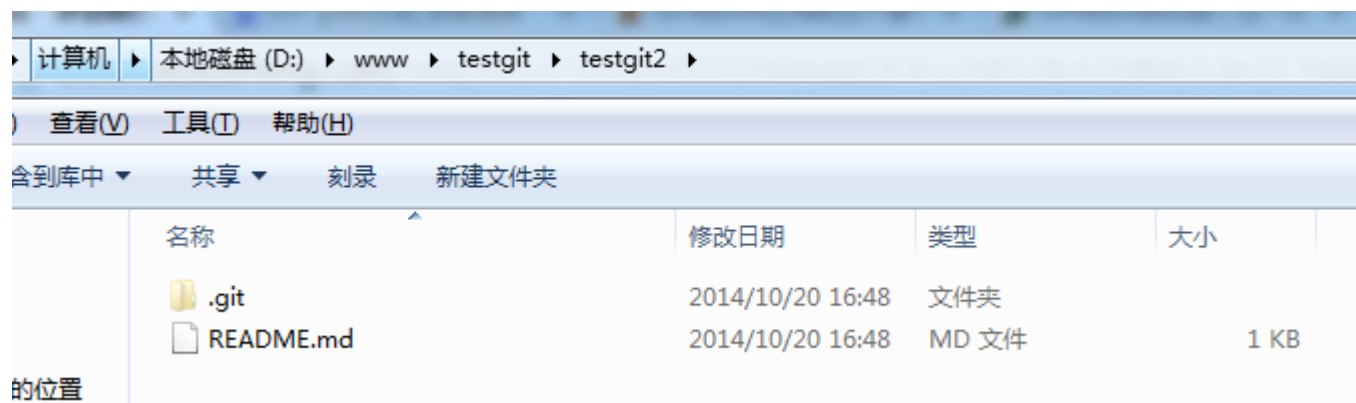 计算机 本地磁盘 (D:) www testgit testgit2
) 查看(V) 工具(T) 帮助(H)
含到库中 共享 刻录 新建文件夹
名称 修改日期 类型 大小
.git 2014/10/20 16:48 文件夹
README.md 2014/10/20 16:48 MD 文件 1 KB
的位置